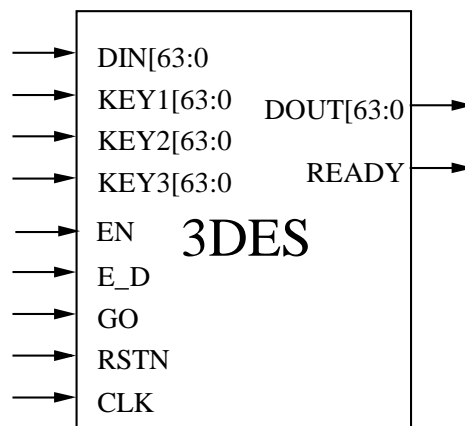 DIN[63:0
KEY1[63:0
KEY2[63:0
KEY3[63:0
EN
E_D
GO
RSTN
CLK
3DES
DOUT[63:0
READY